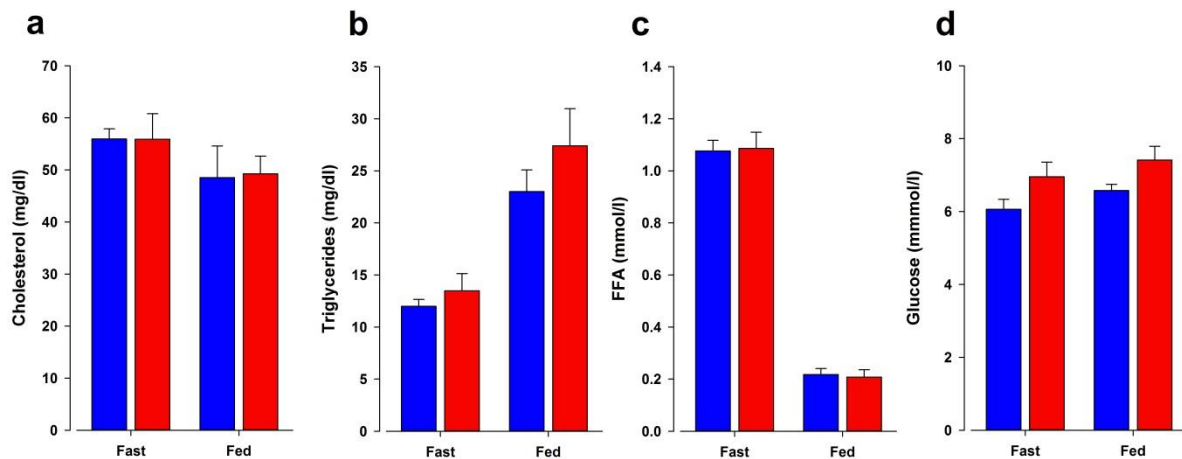 a
Cholesterol (mg/dl)
70
60
50
40
30
20
10
0
Fast Fed
b
Triglycerides (mg/dl)
35
30
25
20
15
10
5
0
Fast Fed
c
FFA (mmol/l)
1.4
1.2
1.0
0.8
0.6
0.4
0.2
0.0
Fast Fed
d
Glucose (mmmol/l)
10
8
6
4
2
0
Fast Fed